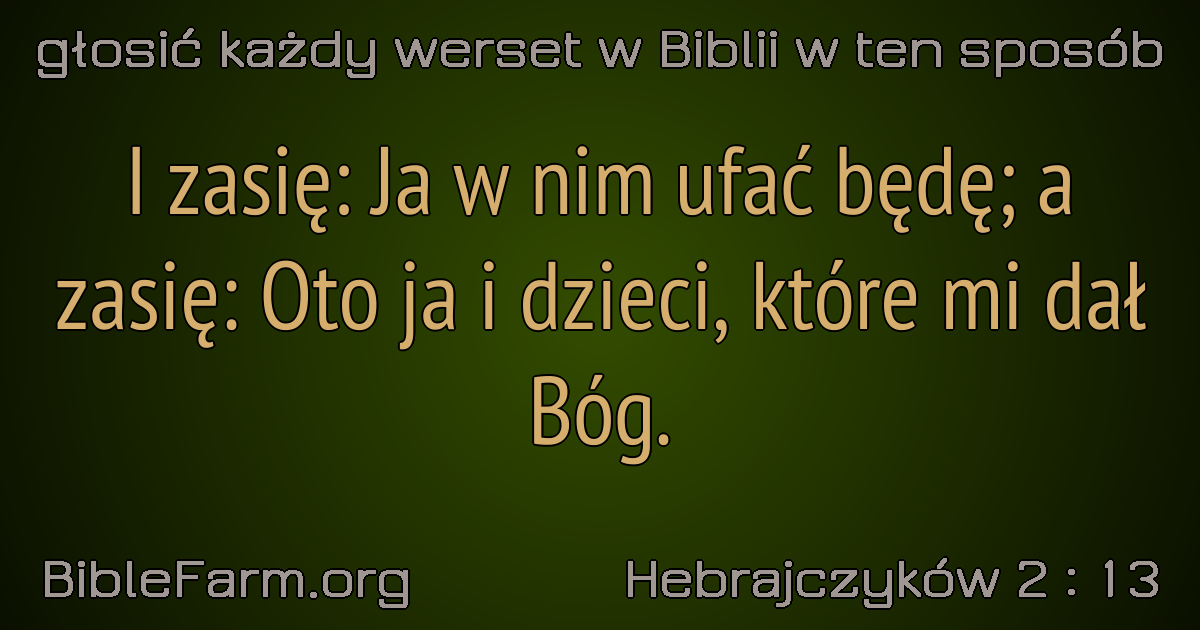 głosić każdy werset w Biblii w ten sposób
I zasię: Ja w nim ufać będę; a
zasię: Oto ja i dzieci, które mi dał
Bóg.
BibleFarm.org
Hebrajczyków 2 : 13